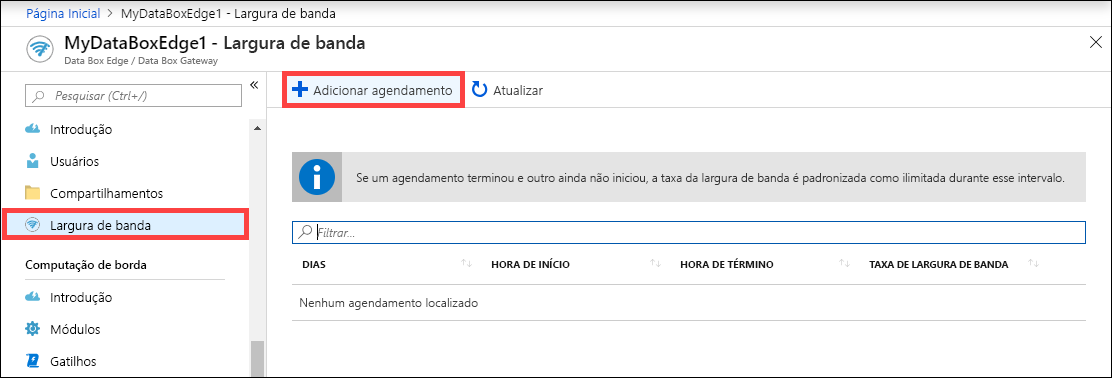 Página Inicial > MyDataBoxEdge1 - Largura de banda
MyDataBoxEdge1 - Largura de banda
Data Box Edge / Data Box Gateway
Pesquisar (Ctrl+/)
Introdução
Usuários
Compartilhamentos
Largura de banda
Computação de borda
Introdução
Módulos
Gatilhos
Adicionar agendamento
Atualizar
Se um agendamento terminou e outro ainda não iniciou, a taxa da largura de banda é padronizada como ilimitada durante esse intervalo.
Filtrar...
DIAS HORA DE INÍCIO HORA DE TÉRMINO TAXA DE LARGURA DE BANDA
Nenhum agendamento localizado